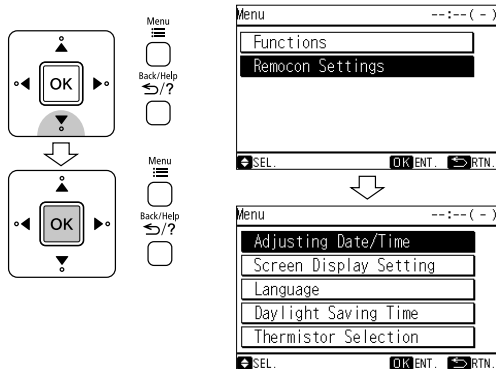 Menu
OK
Back/Help
/?
Menu
--:--( - )
Functions
Remocon Settings
SEL.
OK ENT.
RTN.
Menu
OK
Back/Help
/?
Menu
--:--( - )
Adjusting Date/Time
Screen Display Setting
Language
Daylight Saving Time
Thermistor Selection
SEL.
OK ENT.
RTN.